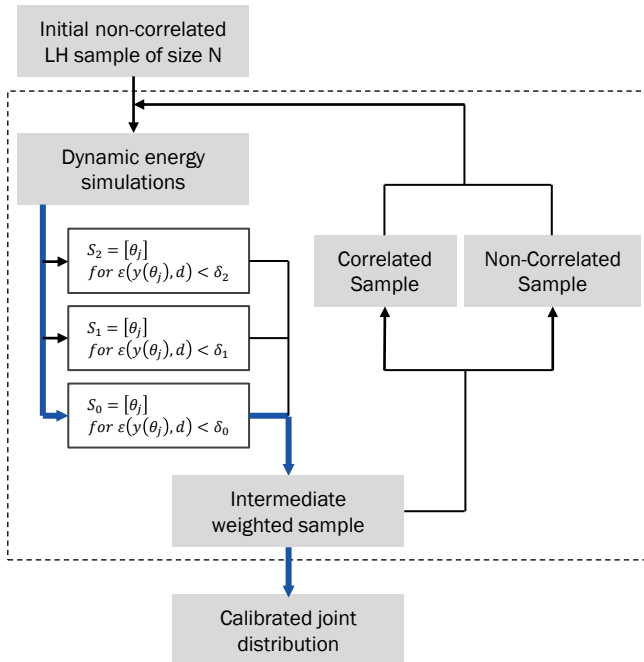 Initial non-correlated
LH sample of size N
Dynamic energy
simulations
S₂ = [θⱼ]
for ε(y(θⱼ), d) < δ₂
S₁ = [θⱼ]
for ε(y(θⱼ), d) < δ₁
S₀ = [θⱼ]
for ε(y(θⱼ), d) < δ₀
Correlated
Sample
Non-Correlated
Sample
Intermediate
weighted sample
Calibrated joint
distribution